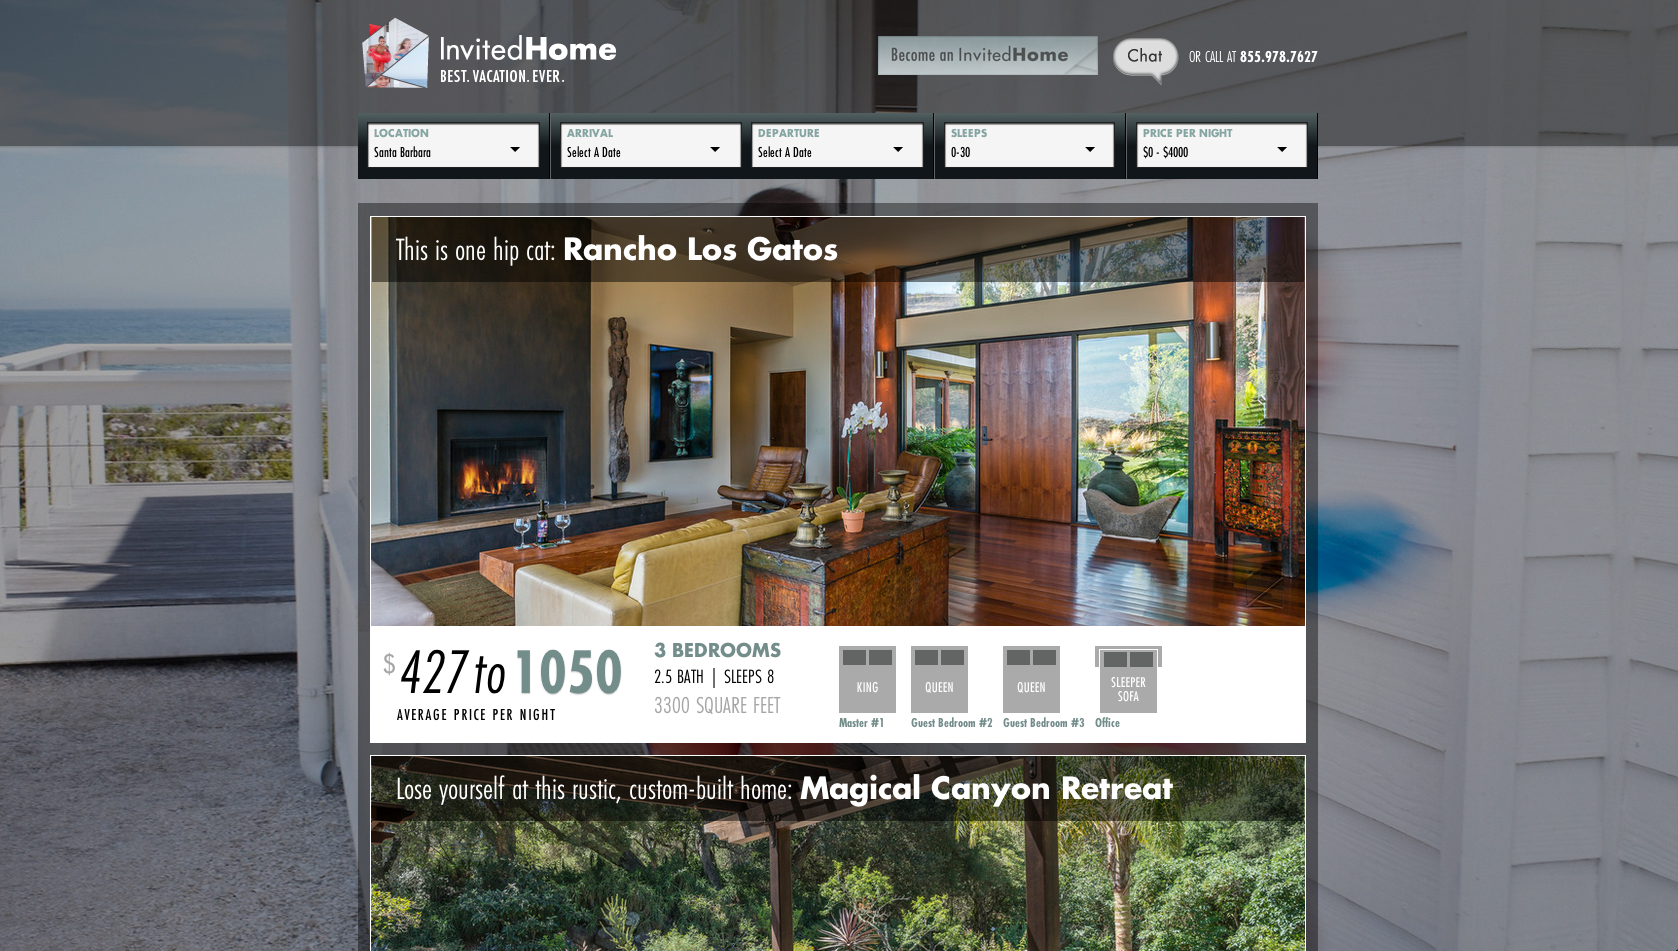 InvitedHome
BEST. VACATION. EVER.
Become an InvitedHome
Chat
OR CALL AT 855.978.7627
LOCATION
Santa Barbara
ARRIVAL
Select A Date
DEPARTURE
Select A Date
SLEEPS
0-30
PRICE PER NIGHT
$0 - $4000
This is one hip cat: Rancho Los Gatos
$427 to 1050
AVERAGE PRICE PER NIGHT
3 BEDROOMS
2.5 BATH | SLEEPS 8
3300 SQUARE FEET
KING
Master #1
QUEEN
Guest Bedroom #2
QUEEN
Guest Bedroom #3
SLEEPER
SOFA
Office
Lose yourself at this rustic, custom-built home: Magical Canyon Retreat